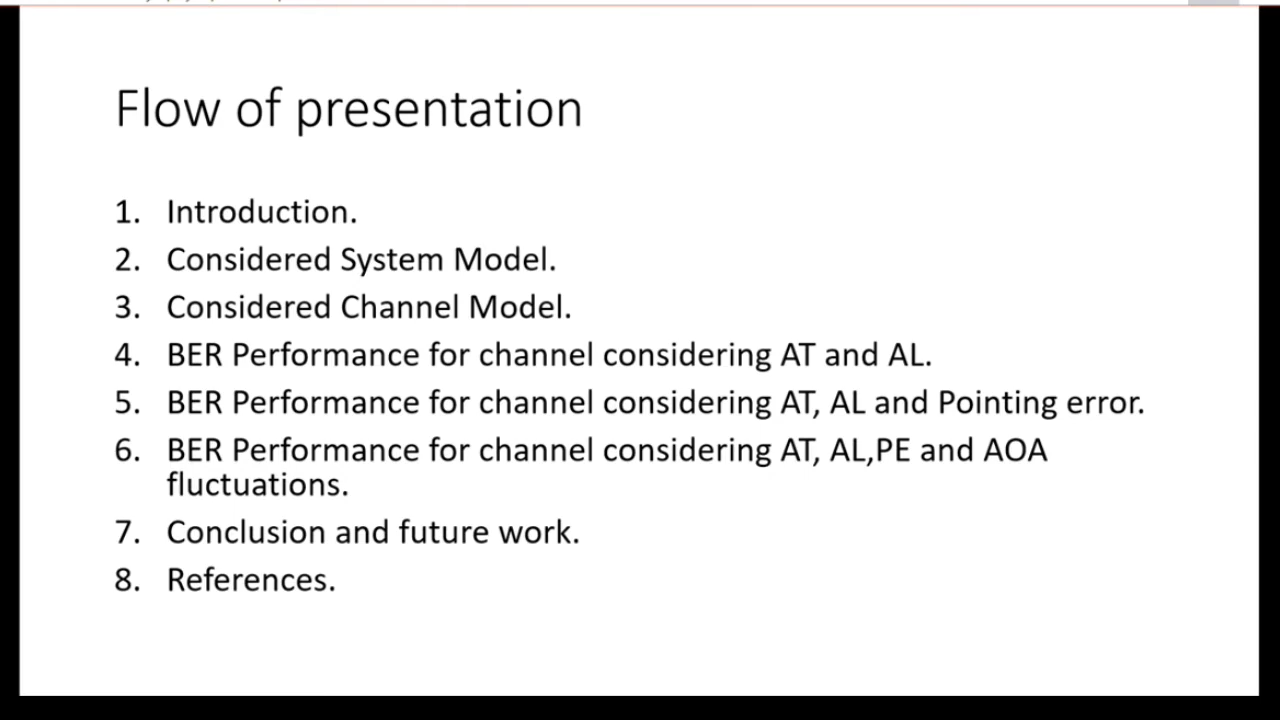 Flow of presentation
1. Introduction.
2. Considered System Model.
3. Considered Channel Model.
4. BER Performance for channel considering AT and AL.
5. BER Performance for channel considering AT, AL and Pointing error.
6. BER Performance for channel considering AT, AL,PE and AOA
fluctuations.
7. Conclusion and future work.
8. References.